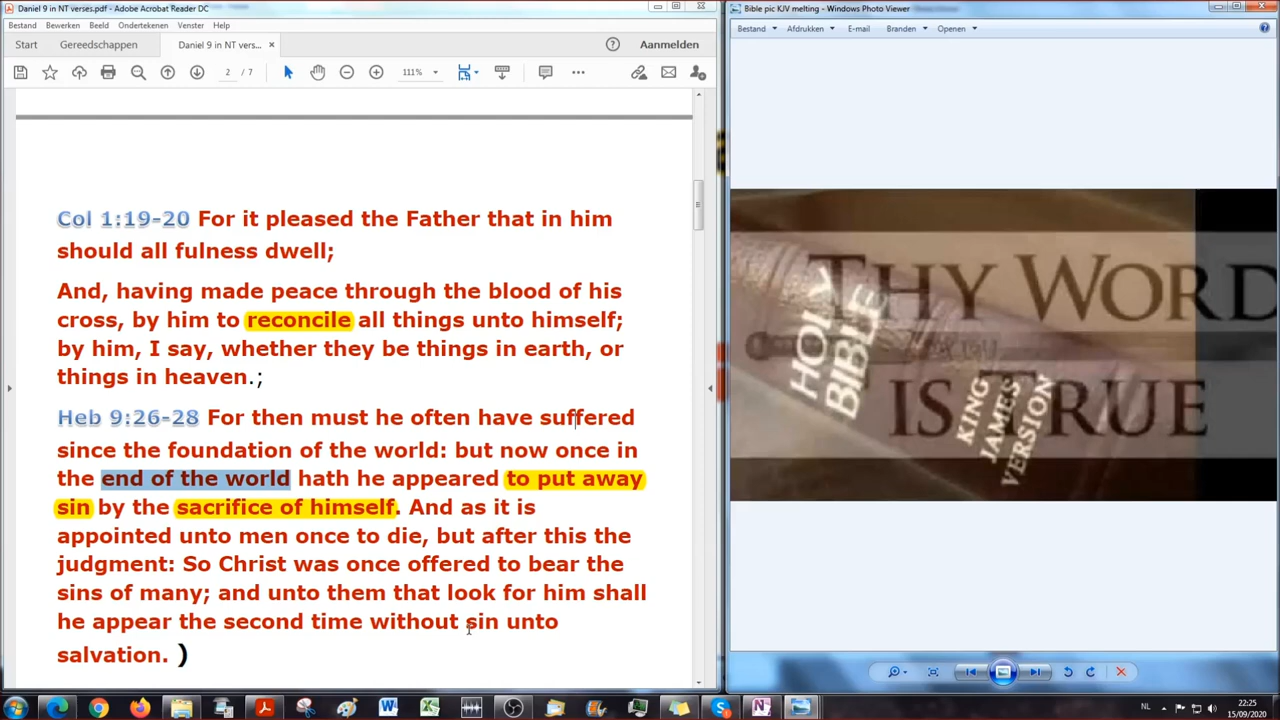 Daniel 9 in NT verses.pdf - Adobe Acrobat Reader DC
Bestand Bewerken Beeld Ondertekenen Venster Help
Start Gereedschappen Daniel 9 in NT vers... × Aanmelden
2 / 7 111%
Col 1:19-20 For it pleased the Father that in him
should all fulness dwell;
And, having made peace through the blood of his
cross, by him to reconcile all things unto himself;
by him, I say, whether they be things in earth, or
things in heaven.;
Heb 9:26-28 For then must he often have suffered
since the foundation of the world: but now once in
the end of the world hath he appeared to put away
sin by the sacrifice of himself. And as it is
appointed unto men once to die, but after this the
judgment: So Christ was once offered to bear the
sins of many; and unto them that look for him shall
he appear the second time without sin unto
salvation. )
Bible pic KJV melting - Windows Photo Viewer
Bestand Afdrukken E-mail Branden Openen
THY WORD
IS TRUE
HOLY
BIBLE
KING
JAMES
VERSION
NL
22:25
15/09/2020